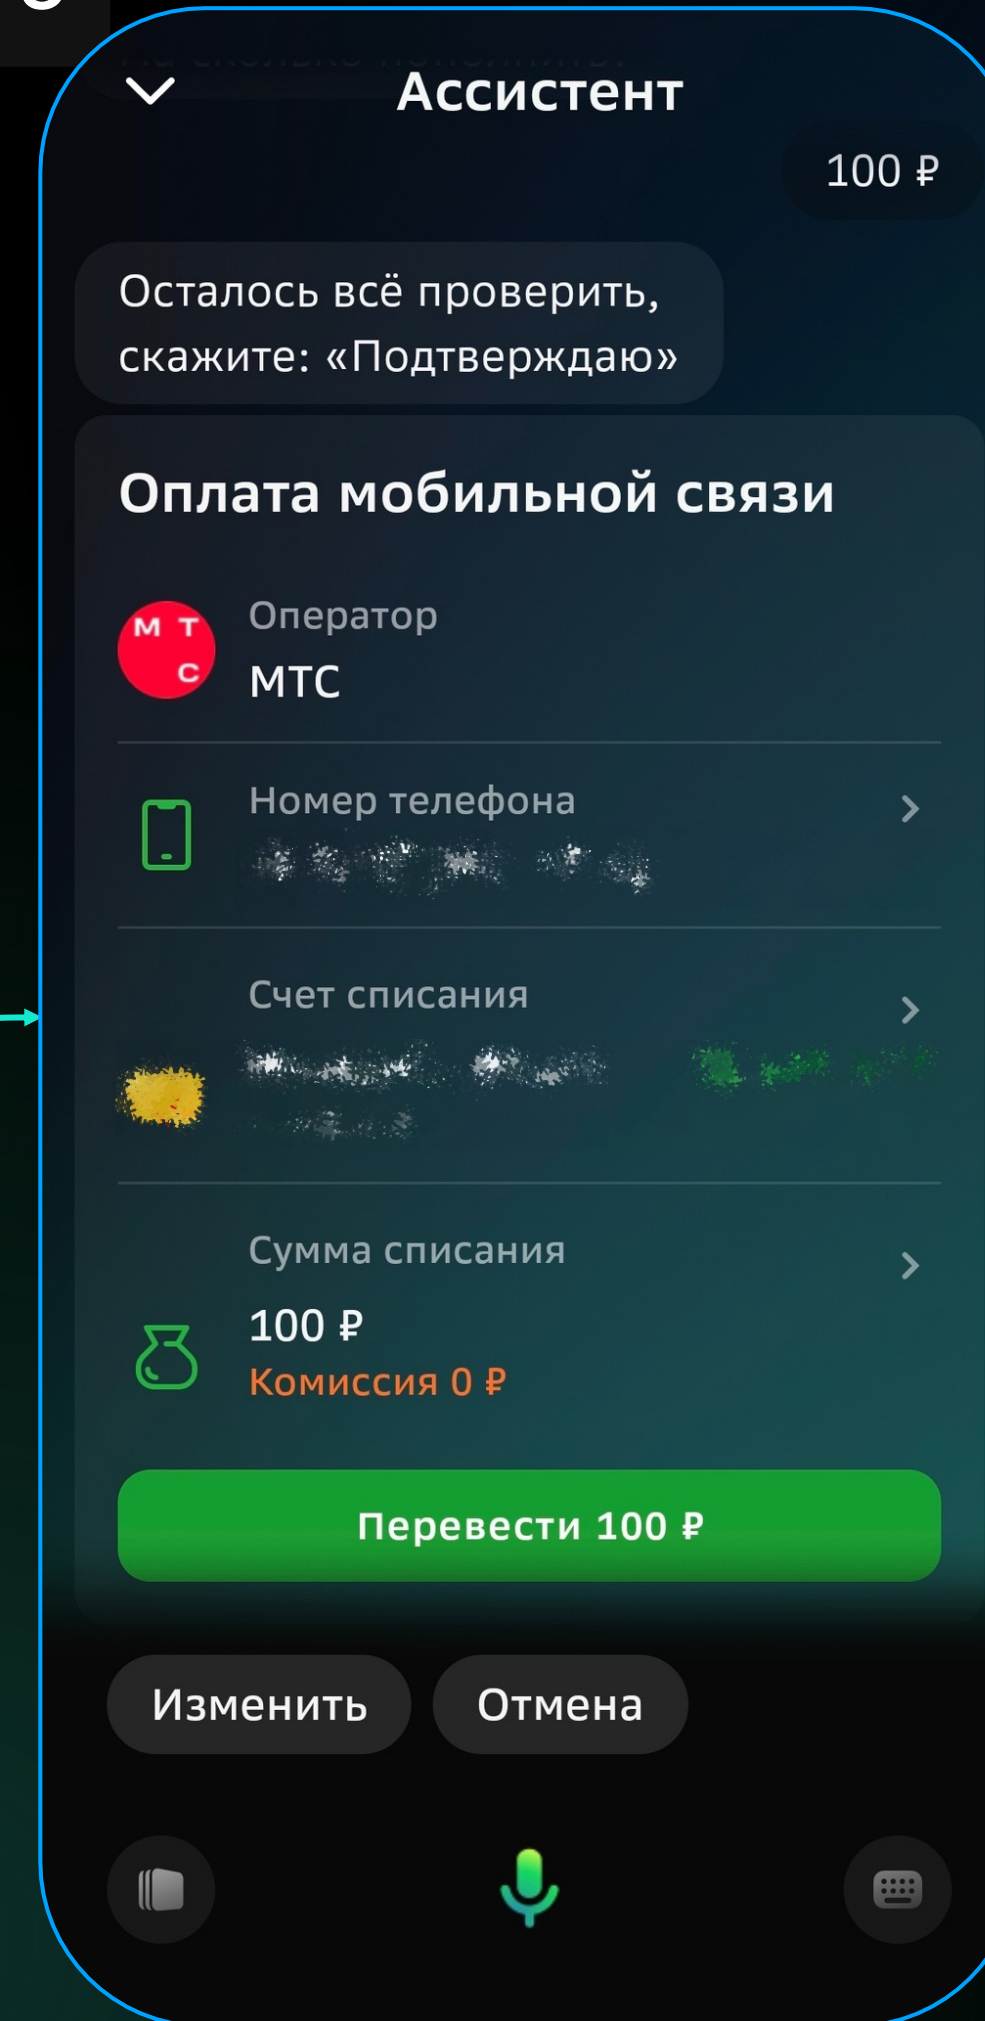 Ассистент
100 ₽
Осталось всё проверить,
скажите: «Подтверждаю»
Оплата мобильной связи
М Т
С
Оператор
МТС
Номер телефона
Счет списания
Сумма списания
100 ₽
Комиссия 0 ₽
Перевести 100 ₽
Изменить
Отмена